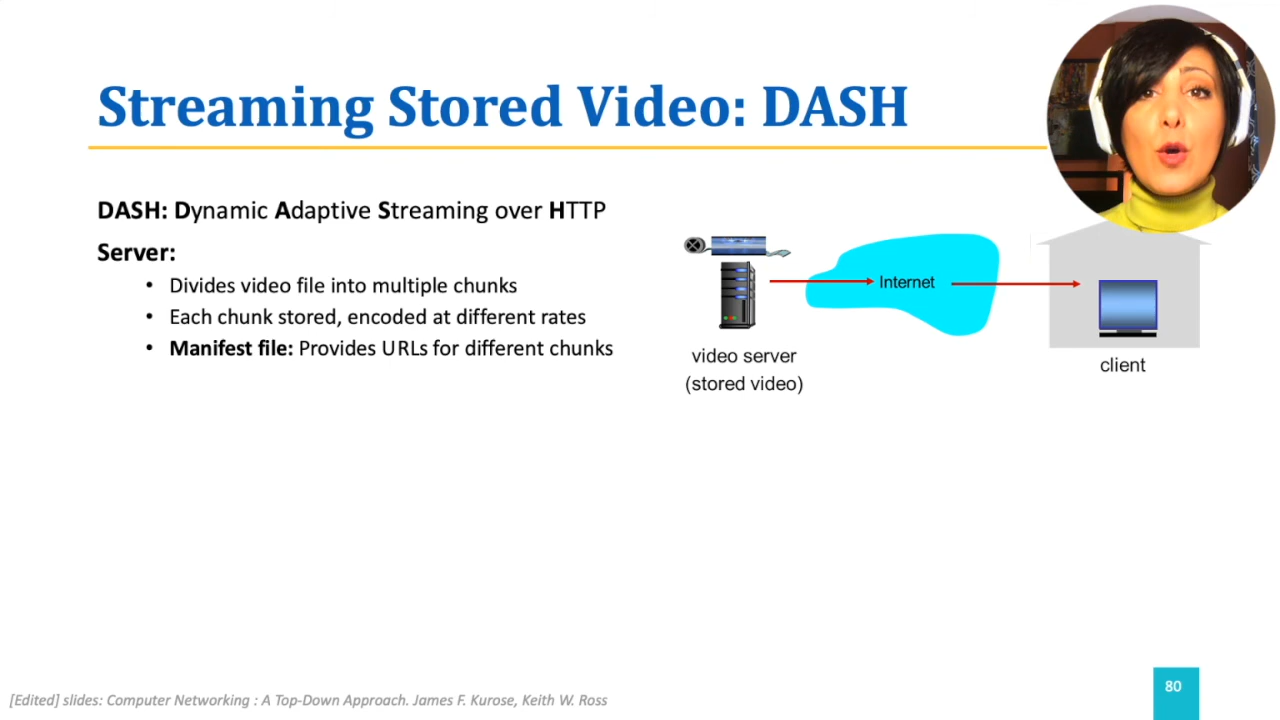 Streaming Stored Video: DASH
DASH: Dynamic Adaptive Streaming over HTTP
Server:
• Divides video file into multiple chunks
• Each chunk stored, encoded at different rates
• Manifest file: Provides URLs for different chunks
Internet
video server
(stored video)
client
[Edited] slides: Computer Networking : A Top-Down Approach. James F. Kurose, Keith W. Ross
80